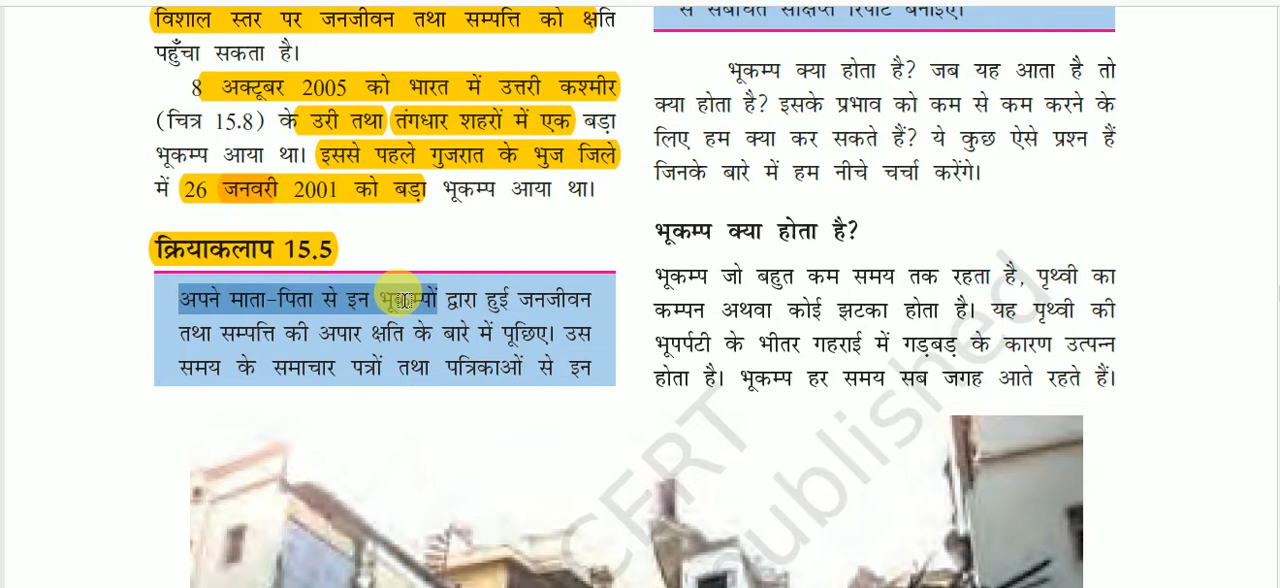 विशाल स्तर पर जनजीवन तथा सम्पत्ति को क्षति
पहुँचा सकता है।
8 अक्टूबर 2005 को भारत में उत्तरी कश्मीर
(चित्र 15.8) के उरी तथा तंगधार शहरों में एक बड़ा
भूकम्प आया था। इससे पहले गुजरात के भुज जिले
में 26 जनवरी 2001 को बड़ा भूकम्प आया था।
क्रियाकलाप 15.5
अपने माता-पिता से इन भूकम्पों द्वारा हुई जनजीवन
तथा सम्पत्ति की अपार क्षति के बारे में पूछिए। उस
समय के समाचार पत्रों तथा पत्रिकाओं से इन
से संबंधित संक्षिप्त रिपोर्ट बनाइए।
भूकम्प क्या होता है? जब यह आता है तो
क्या होता है? इसके प्रभाव को कम से कम करने के
लिए हम क्या कर सकते हैं? ये कुछ ऐसे प्रश्न हैं
जिनके बारे में हम नीचे चर्चा करेंगे।
भूकम्प क्या होता है?
भूकम्प जो बहुत कम समय तक रहता है, पृथ्वी का
कम्पन अथवा कोई झटका होता है। यह पृथ्वी की
भूपर्पटी के भीतर गहराई में गड़बड़ के कारण उत्पन्न
होता है। भूकम्प हर समय सब जगह आते रहते हैं।
CERT
published